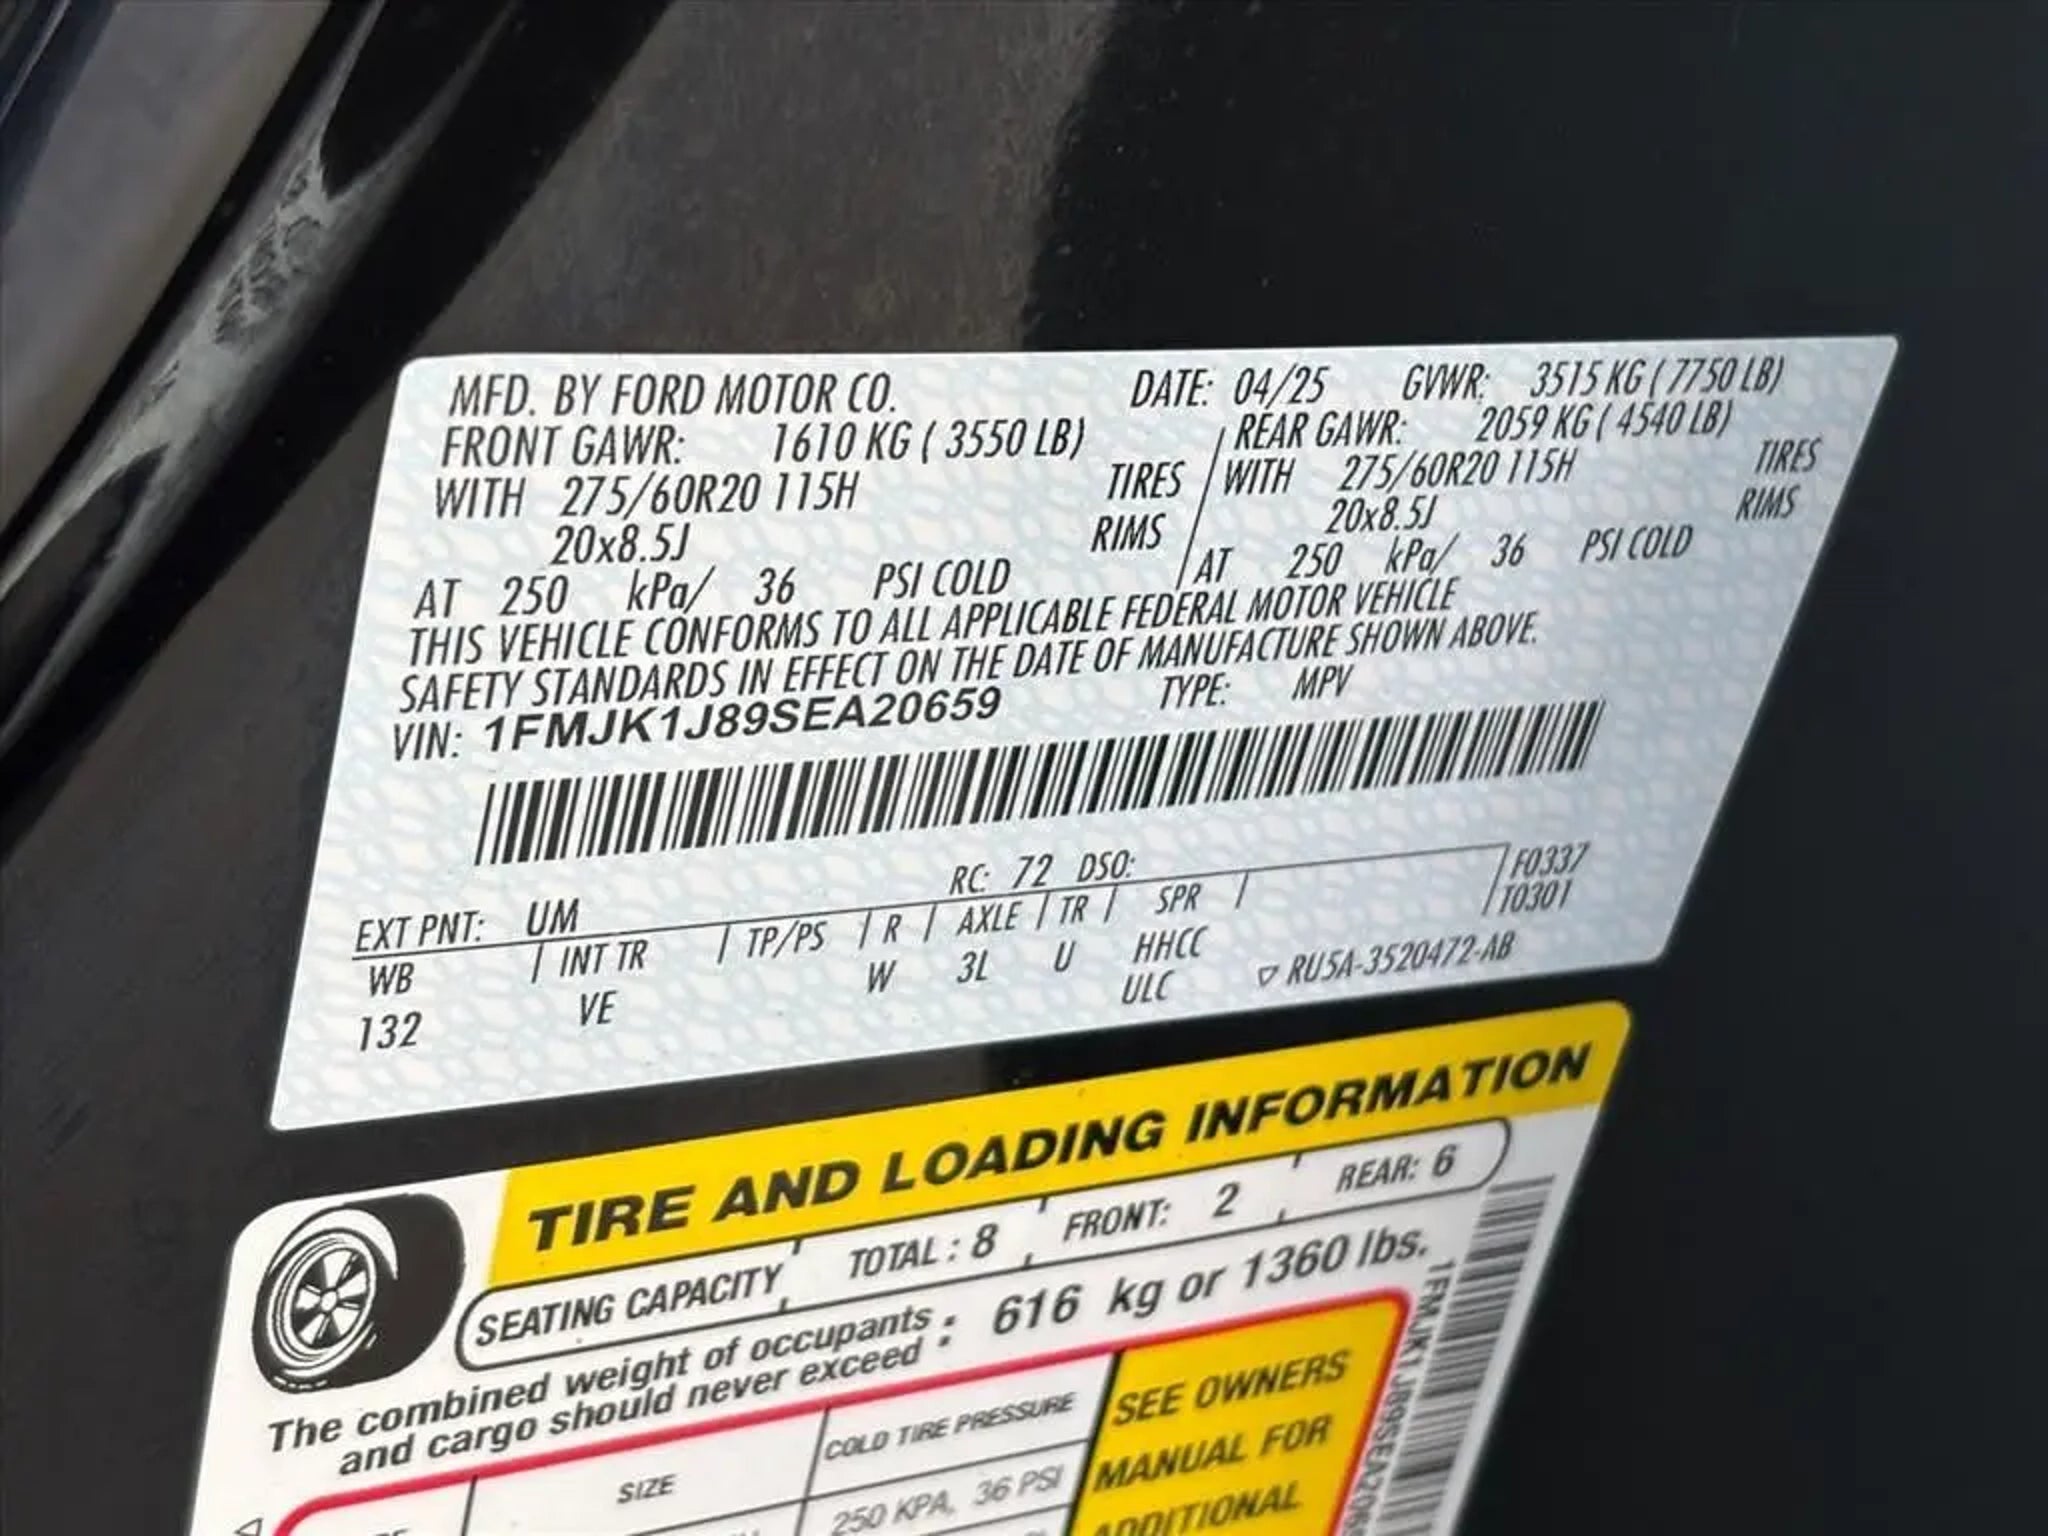 MFD. BY FORD MOTOR CO. DATE: 04/25 GVWR: 3515 KG ( 7750 LB)
FRONT GAWR: 1610 KG ( 3550 LB) REAR GAWR: 2059 KG ( 4540 LB)
WITH 275/60R20 115H TIRES WITH 275/60R20 115H TIRES
20x8.5J RIMS 20x8.5J RIMS
AT 250 kPa/ 36 PSI COLD AT 250 kPa/ 36 PSI COLD
THIS VEHICLE CONFORMS TO ALL APPLICABLE FEDERAL MOTOR VEHICLE
SAFETY STANDARDS IN EFFECT ON THE DATE OF MANUFACTURE SHOWN ABOVE.
VIN: 1FMJK1J89SEA20659 TYPE: MPV
EXT PNT: UM RC: 72 DSO: F0337
WB INT TR TP/PS R AXLE TR SPR T0301
132 VE W 3L U HHCC
ULC RU5A-3520472-AB
TIRE AND LOADING INFORMATION
SEATING CAPACITY TOTAL : 8 FRONT: 2 REAR: 6
The combined weight of occupants
and cargo should never exceed : 616 kg or 1360 lbs.
SIZE COLD TIRE PRESSURE SEE OWNERS
250 KPA, 36 PSI MANUAL FOR
ADDITIONAL